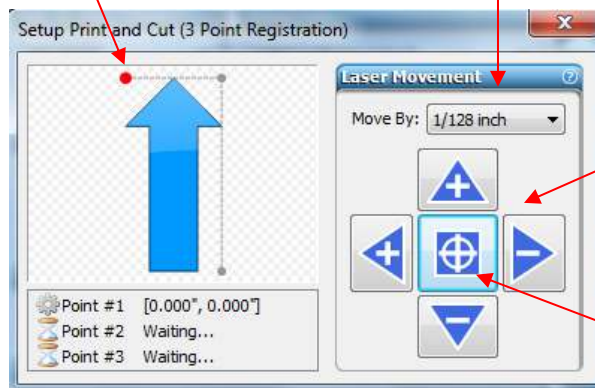 Setup Print and Cut (3 Point Registration)
Laser Movement
Move By: 1/128 inch
Point #1 [0.000", 0.000"]
Point #2 Waiting...
Point #3 Waiting...